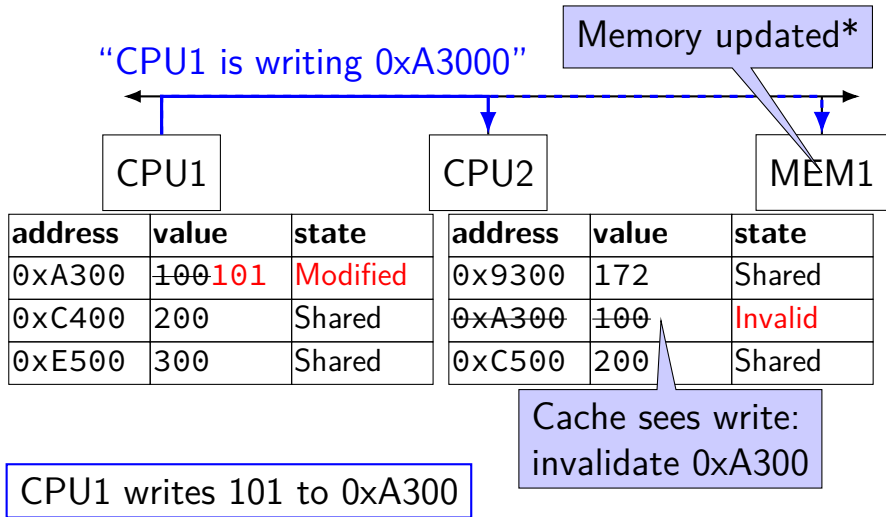 Memory updated*
“CPU1 is writing 0xA3000”
CPU1
CPU2
MEM1
address value state
0xA300 100101 Modified
0xC400 200 Shared
0xE500 300 Shared
address value state
0x9300 172 Shared
0xA300 100 Invalid
0xC500 200 Shared
Cache sees write:
invalidate 0xA300
CPU1 writes 101 to 0xA300